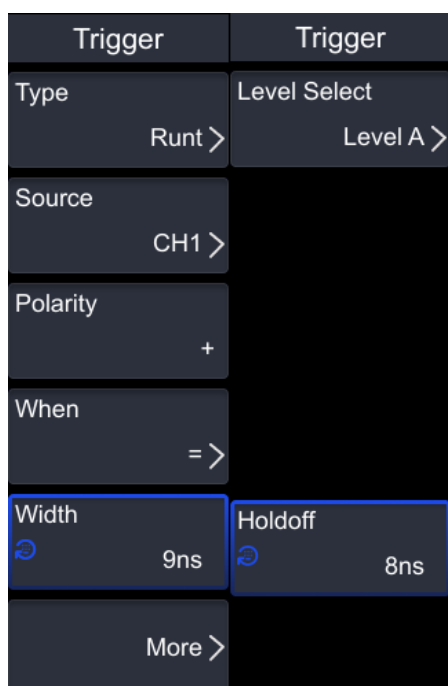 Trigger
Type
Runt >
Source
CH1 >
Polarity
+
When
= >
Width
9ns
More >
Trigger
Level Select
Level A >
Holdoff
8ns